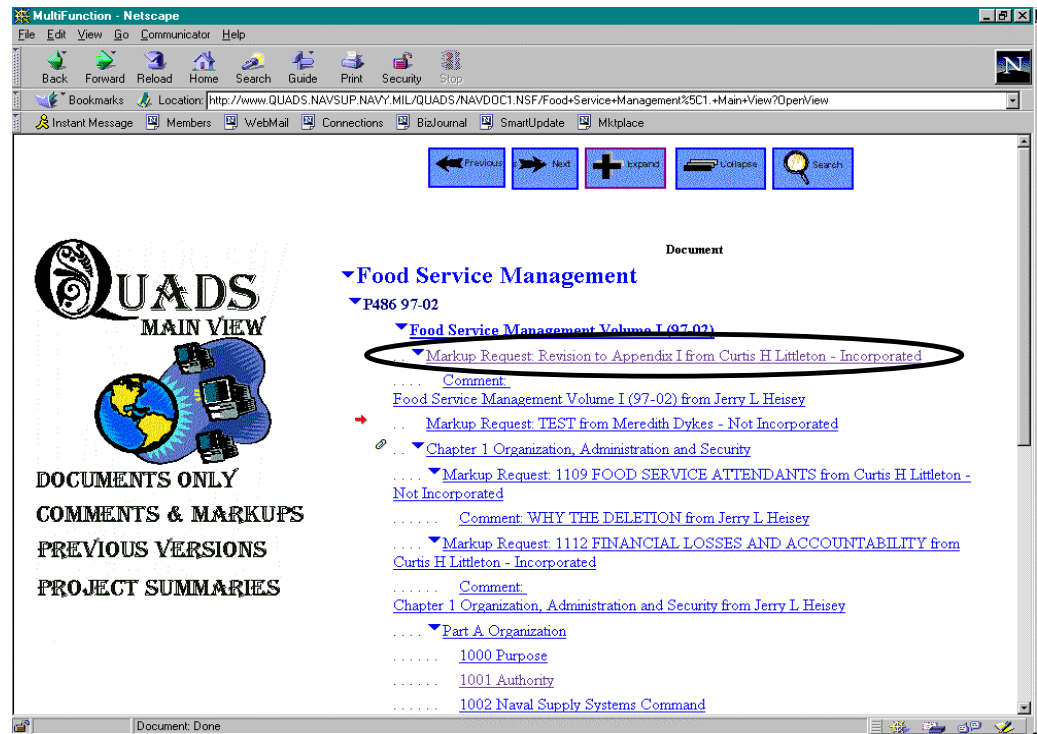 MultiFunction - Netscape
File Edit View Go Communicator Help
Back Forward Reload Home Search Guide Print Security Stop
N
Bookmarks Location: http://www.QUADS.NAVSUP.NAVY.MIL/QUADS/NAVDOC1.NSF/Food+Service+Management%5C1.+Main+View?OpenView
Instant Message Members WebMail Connections BizJournal SmartUpdate Mktplace
Previous s Next Expand Collapse Search
Document
QUADS
MAIN VIEW
DOCUMENTS ONLY
COMMENTS & MARKUPS
PREVIOUS VERSIONS
PROJECT SUMMARIES
Food Service Management
P486 97-02
Food Service Management Volume I (97-02)
. . Markup Request: Revision to Appendix I from Curtis H Littleton - Incorporated
. . . . Comment:
Food Service Management Volume I (97-02) from Jerry L Heisey
. . Markup Request: TEST from Meredith Dykes - Not Incorporated
. . Chapter 1 Organization, Administration and Security
. . . . Markup Request: 1109 FOOD SERVICE ATTENDANTS from Curtis H Littleton -
Not Incorporated
. . . . . . Comment: WHY THE DELETION from Jerry L Heisey
. . . . Markup Request: 1112 FINANCIAL LOSSES AND ACCOUNTABILITY from
Curtis H Littleton - Incorporated
. . . . . . Comment:
Chapter 1 Organization, Administration and Security from Jerry L Heisey
. . . . Part A Organization
. . . . . . 1000 Purpose
. . . . . . 1001 Authority
. . . . . . 1002 Naval Supply Systems Command
Document: Done